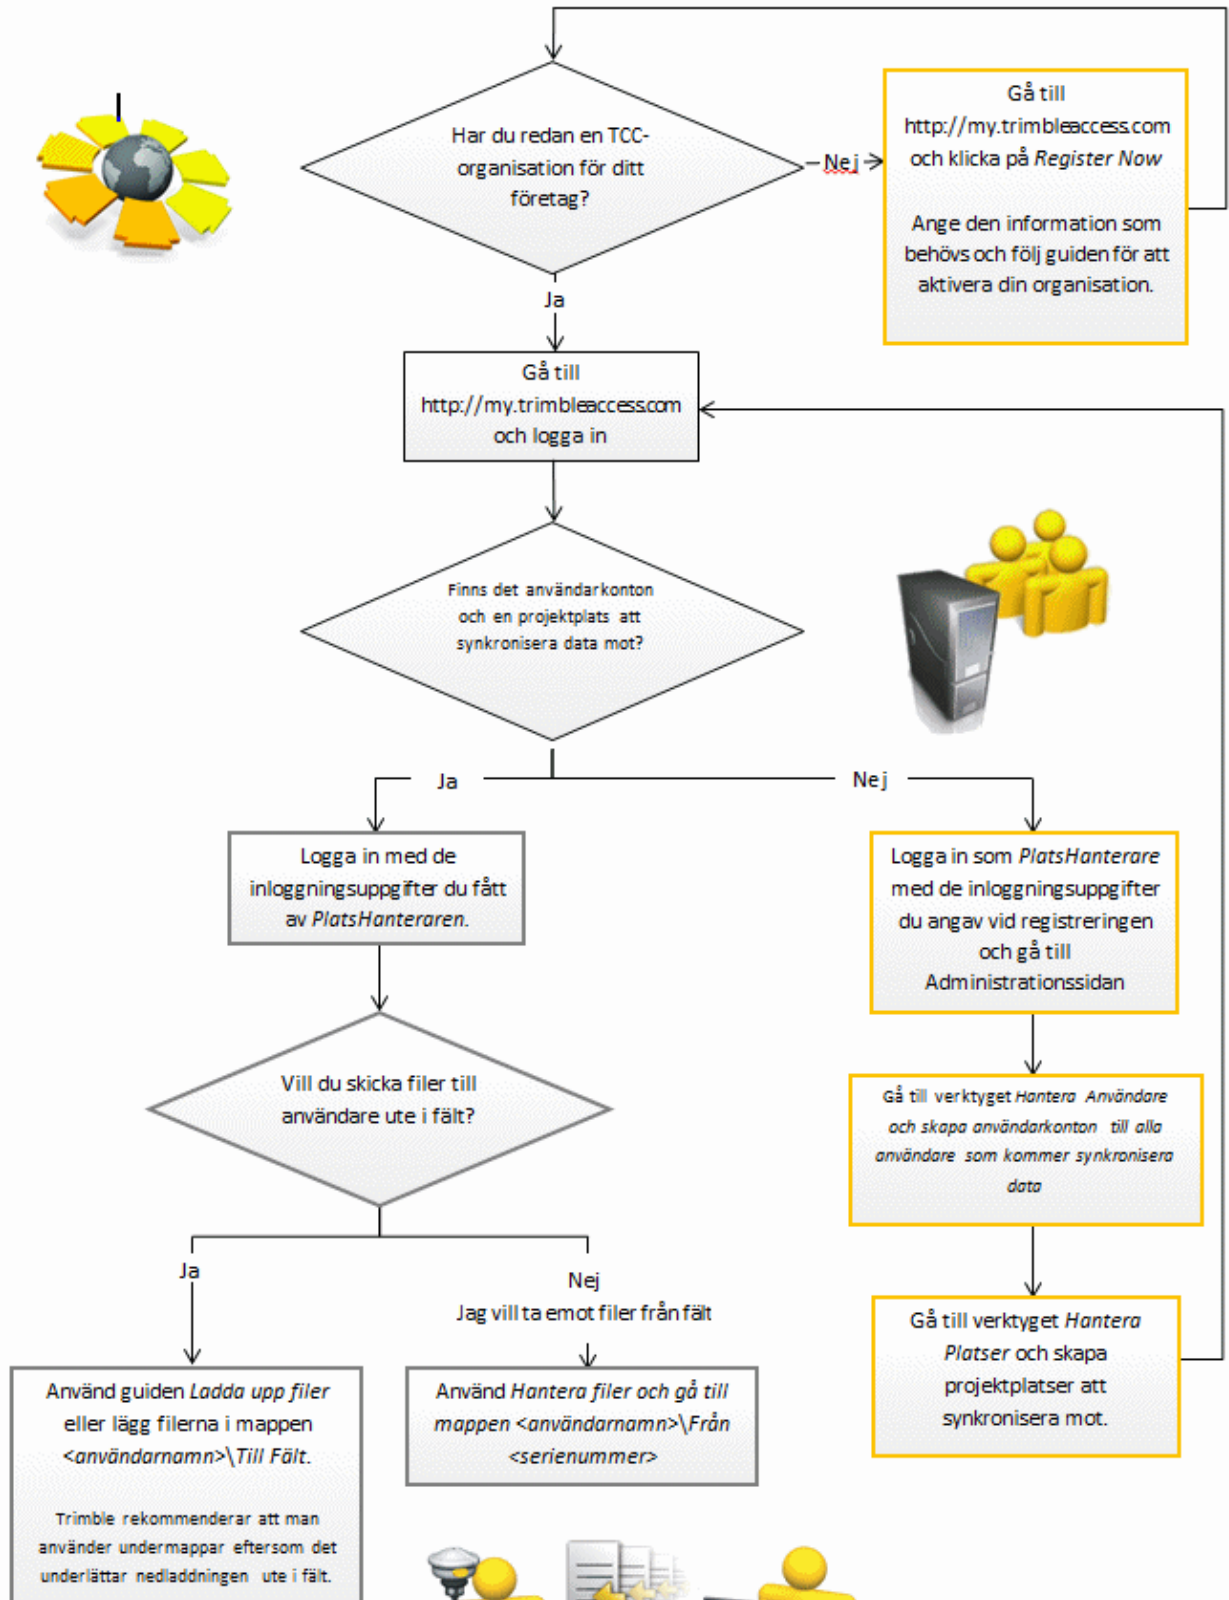 Har du redan en TCC-
organisation för ditt
företag?
Nej
Gå till
http://my.trimbleaccess.com
och klicka på Register Now
Ange den information som
behövs och följ guiden för att
aktivera din organisation.
Ja
Gå till
http://my.trimbleaccess.com
och logga in
Finns det användarkonton
och en projektplats att
synkronisera data mot?
Ja
Nej
Logga in med de
inloggningsuppgifter du fått
av PlatsHanteraren.
Logga in som PlatsHanterare
med de inloggningsuppgifter
du angav vid registreringen
och gå till
Administrationssidan
Vill du skicka filer till
användare ute i fält?
Gå till verktyget Hantera Användare
och skapa användarkonton till alla
användare som kommer synkronisera
data
Ja
Nej
Jag vill ta emot filer från fält
Gå till verktyget Hantera
Platser och skapa
projektplatser att
synkronisera mot.
Använd guiden Ladda upp filer
eller lägg filerna i mappen
<användarnamn>\Till Fält.
Trimble rekommenderar att man
använder undermappar eftersom det
underlättar nedladdningen ute i fält.
Använd Hantera filer och gå till
mappen <användarnamn>\Från
<serienummer>